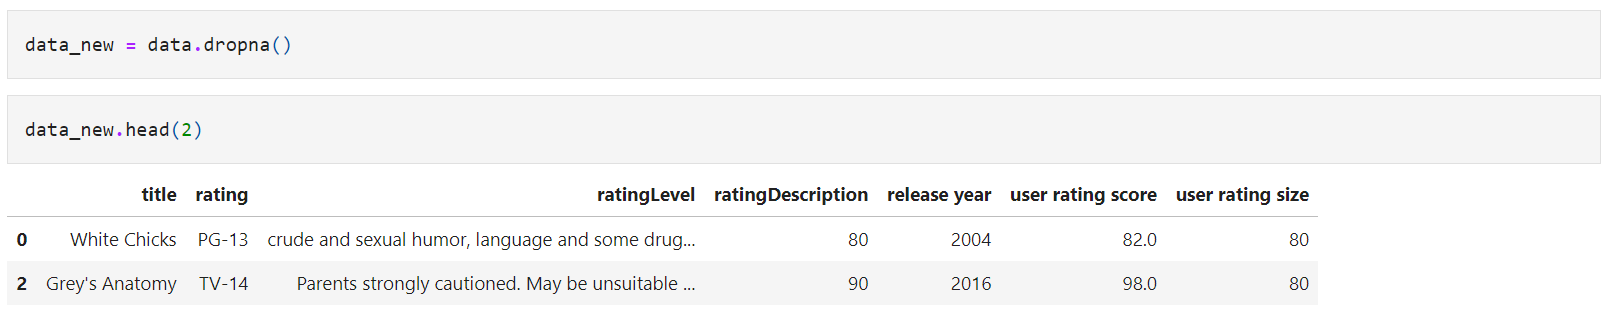 data_new = data.dropna()
data_new.head(2)
title rating ratingLevel ratingDescription release year user rating score user rating size
0 White Chicks PG-13 crude and sexual humor, language and some drug... 80 2004 82.0 80
2 Grey's Anatomy TV-14 Parents strongly cautioned. May be unsuitable ... 90 2016 98.0 80